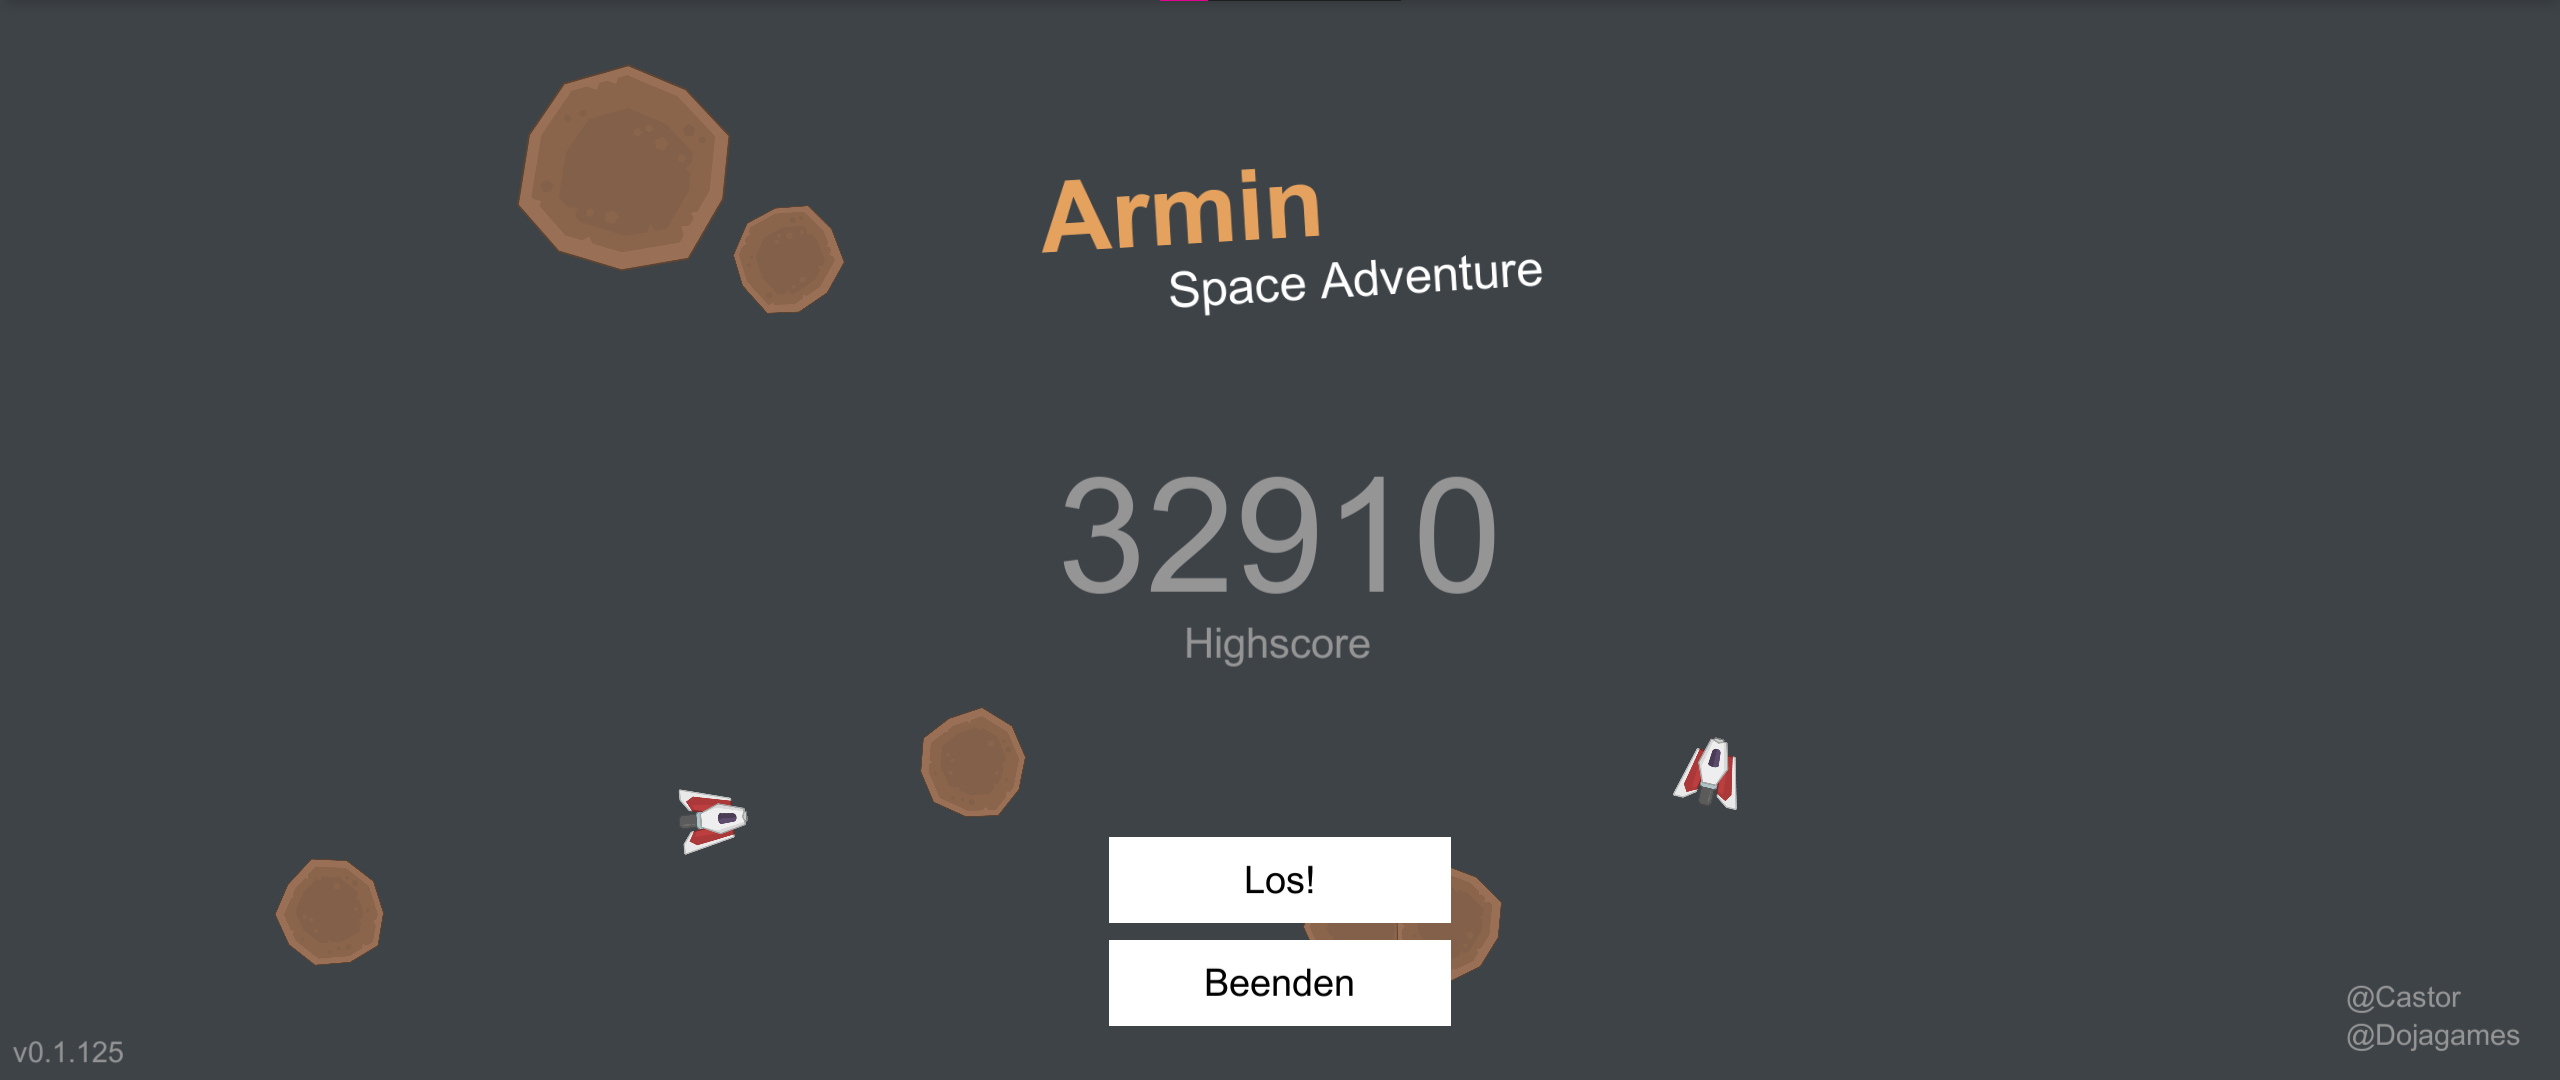 Armin
Space Adventure
32910
Highscore
Los!
Beenden
@Castor
@Dojagames
v0.1.125